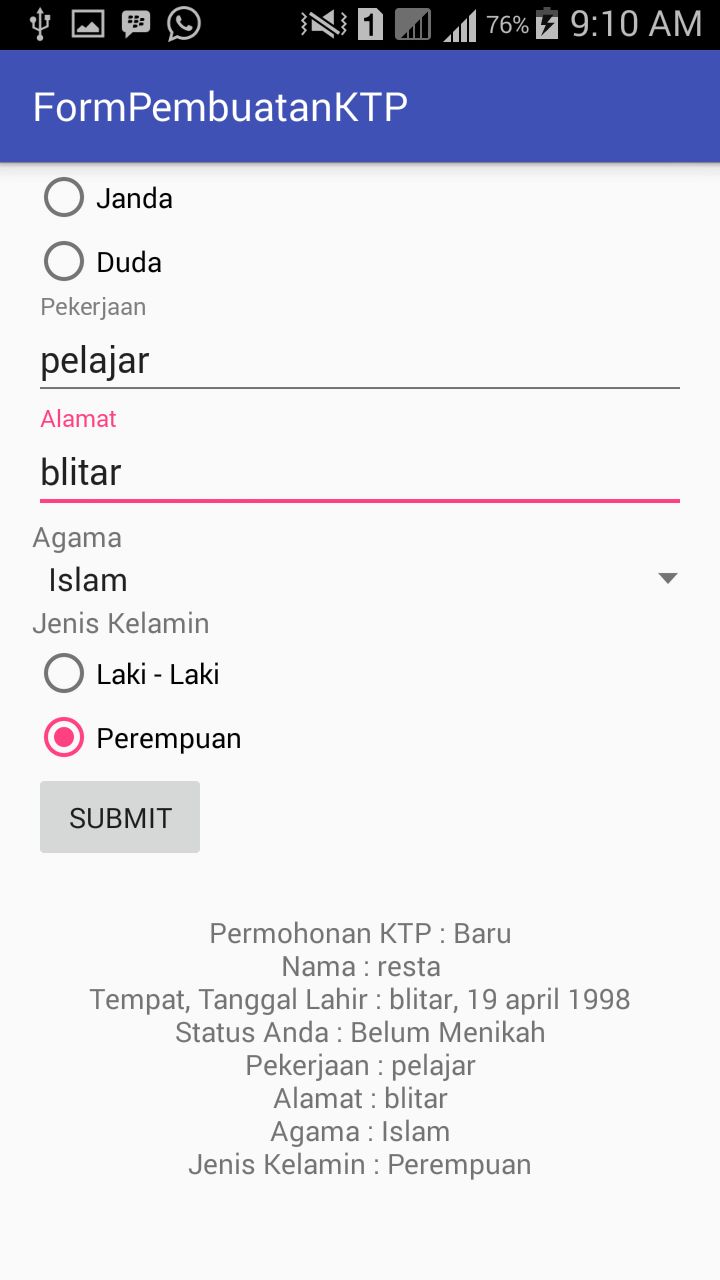 1 76% 9:10 AM
FormPembuatanKTP
Janda
Duda
Pekerjaan
pelajar
Alamat
blitar
Agama
Islam
Jenis Kelamin
Laki - Laki
Perempuan
SUBMIT
Permohonan KTP : Baru
Nama : resta
Tempat, Tanggal Lahir : blitar, 19 april 1998
Status Anda : Belum Menikah
Pekerjaan : pelajar
Alamat : blitar
Agama : Islam
Jenis Kelamin : Perempuan